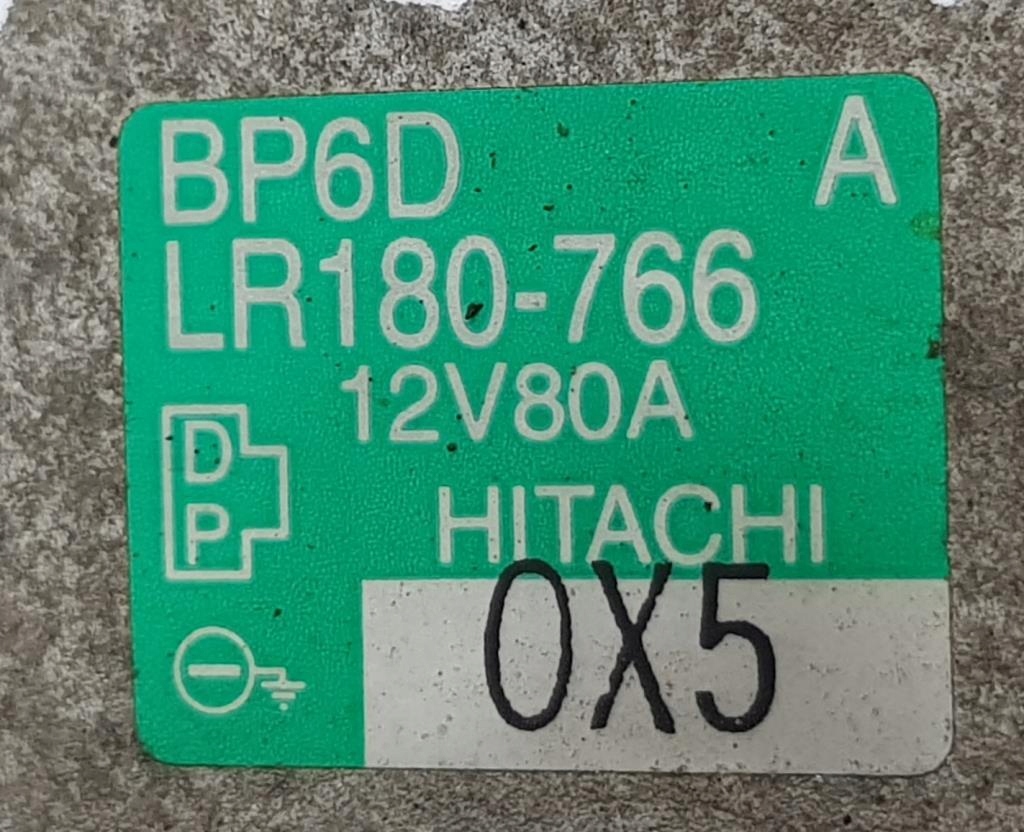 BP6D A
LR180-766
12V80A
D
P
HITACHI
0X5